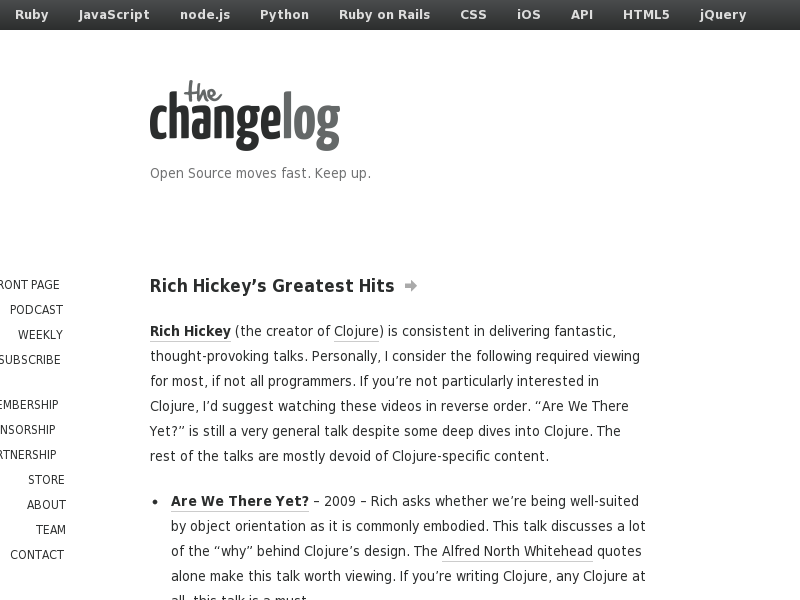 Ruby JavaScript node.js Python Ruby on Rails CSS iOS API HTML5 jQuery
the changelog
Open Source moves fast. Keep up.
RONT PAGE
PODCAST
WEEKLY
SUBSCRIBE
EMBERSHIP
NSORSHIP
RTNERSHIP
STORE
ABOUT
TEAM
CONTACT
Rich Hickey’s Greatest Hits
Rich Hickey (the creator of Clojure) is consistent in delivering fantastic,
thought-provoking talks. Personally, I consider the following required viewing
for most, if not all programmers. If you’re not particularly interested in
Clojure, I’d suggest watching these videos in reverse order. “Are We There
Yet?” is still a very general talk despite some deep dives into Clojure. The
rest of the talks are mostly devoid of Clojure-specific content.
• Are We There Yet? – 2009 – Rich asks whether we’re being well-suited
by object orientation as it is commonly embodied. This talk discusses a lot
of the “why” behind Clojure’s design. The Alfred North Whitehead quotes
alone make this talk worth viewing. If you’re writing Clojure, any Clojure at
all, this talk is a must.